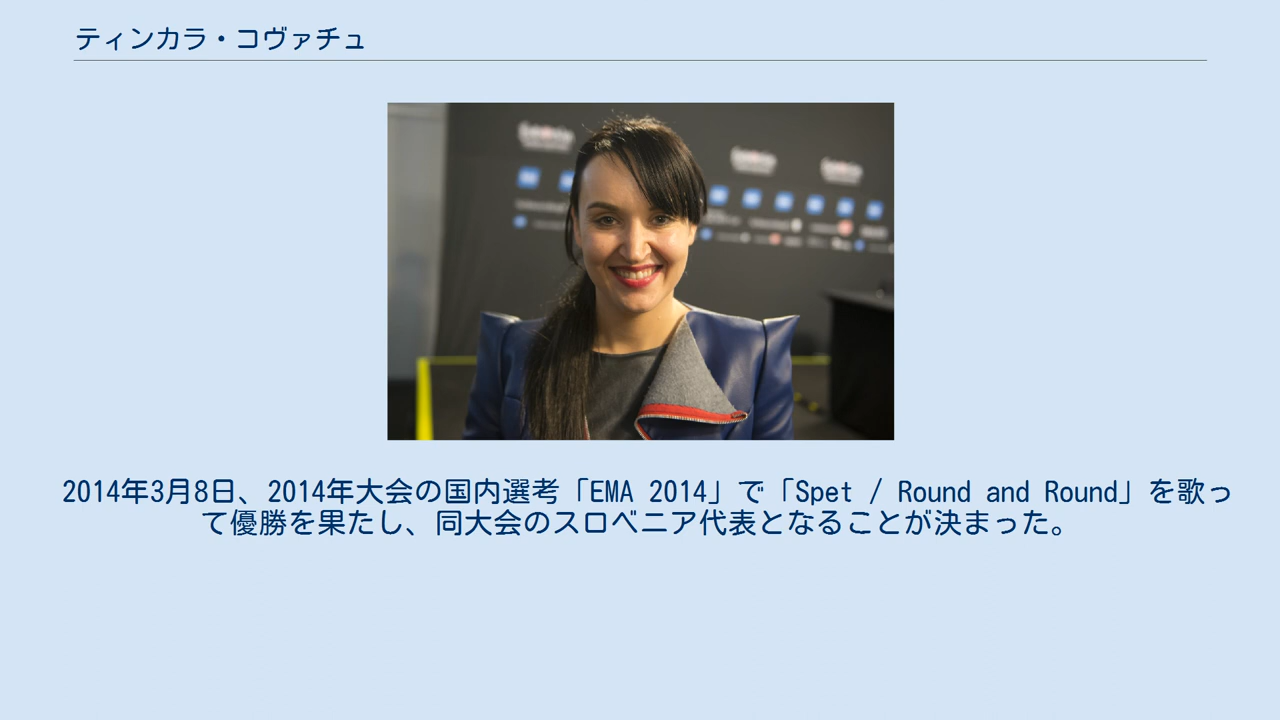 ティンカラ・コヴァチュ
2014年3月8日、2014年大会の国内選考「EMA 2014」で「Spet / Round and Round」を歌っ
て優勝を果たし、同大会のスロベニア代表となることが決まった。